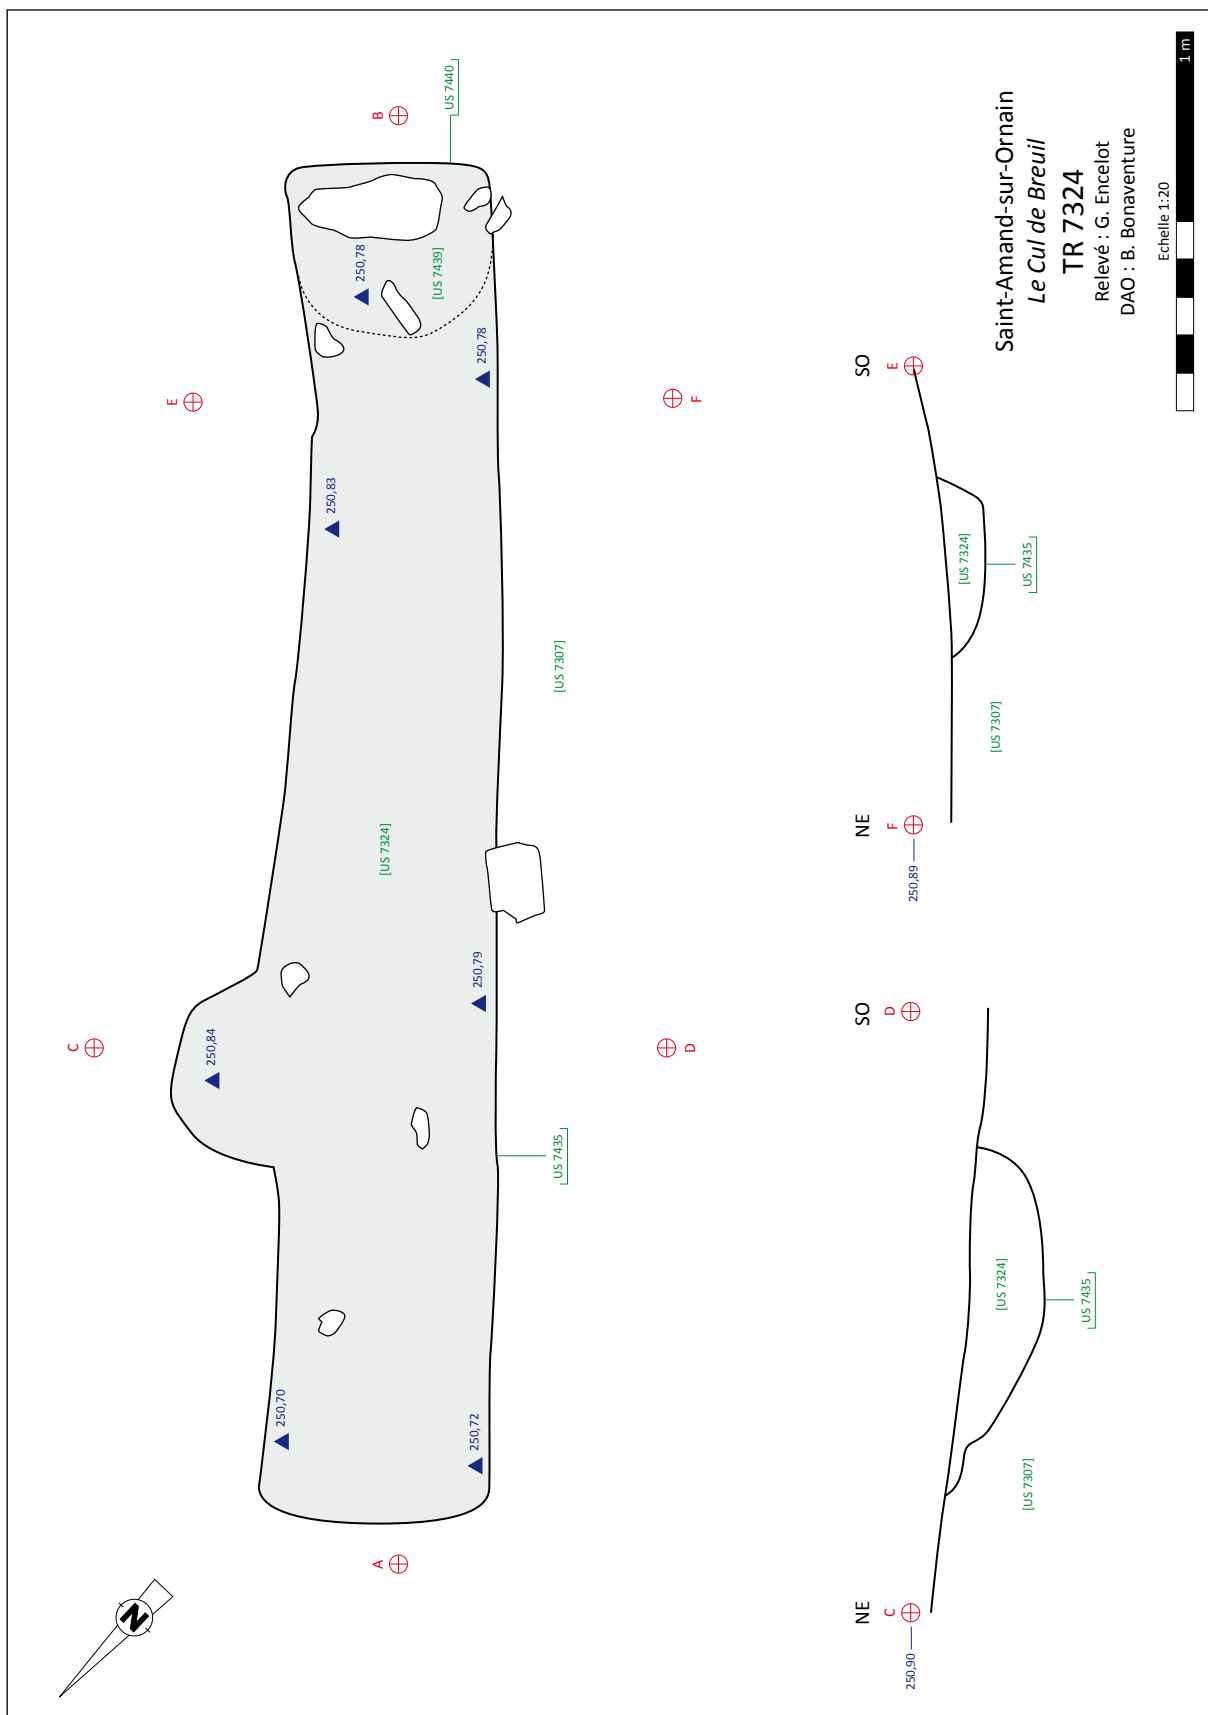 Saint-Amand-sur-Ornain
Le Cul de Breuil
TR 7324
Relevé : G. Encelot
DAO : B. Bonaventure
Echelle 1:20
1 m
N
A
B
C
D
E
F
US 7440
250,78
[US 7439]
250,78
250,83
[US 7307]
[US 7324]
250,79
250,84
US 7435
250,70
250,72
NE
C
250,90
SO
D
[US 7324]
US 7435
[US 7307]
NE
F
250,89
SO
E
[US 7324]
US 7435
[US 7307]